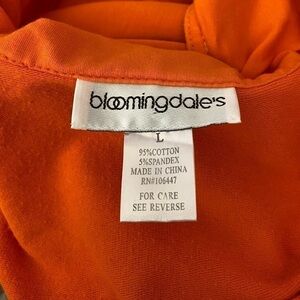 bloomingdale's
L
95%COTTON
5%SPANDEX
MADE IN CHINA
RN#106447
FOR CARE
SEE REVERSE